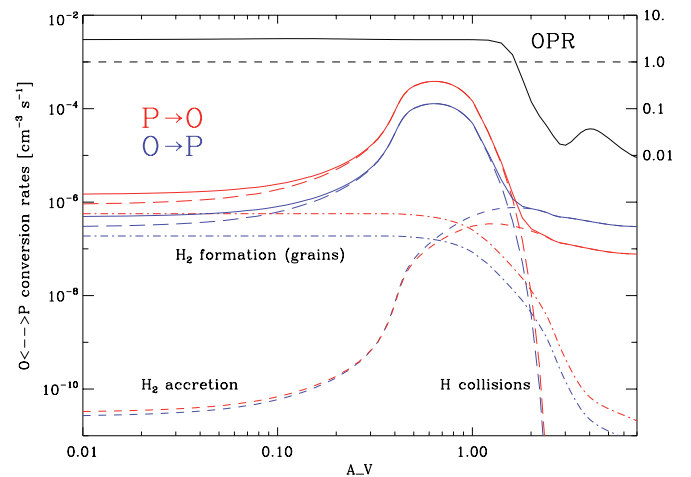 10⁻²
10⁻⁴
10⁻⁶
10⁻⁸
10⁻¹⁰
O<--->P conversion rates [cm⁻³ s⁻¹]
OPR
10.
1.0
0.1
0.01
P→O
O→P
H₂ formation (grains)
H₂ accretion
H collisions
0.01
0.10
1.00
A_V